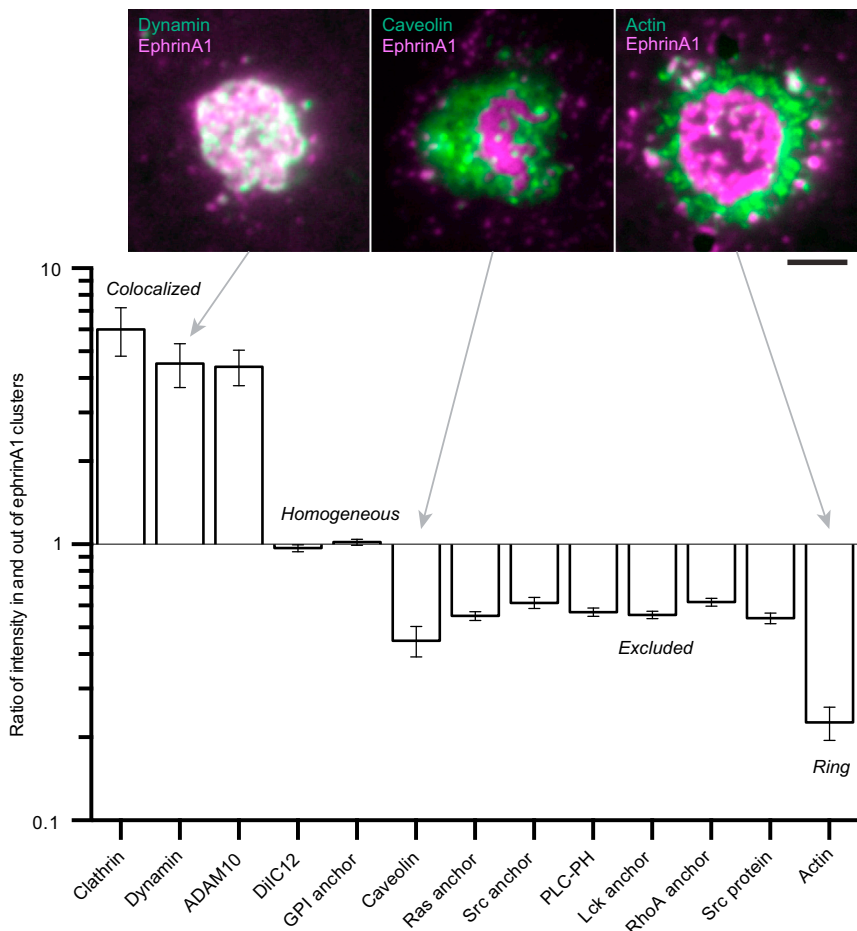 Dynamin
EphrinA1
Caveolin
EphrinA1
Actin
EphrinA1
10
Colocalized
Homogeneous
1
Excluded
Ring
0.1
Ratio of intensity in and out of ephrinA1 clusters
Clathrin
Dynamin
ADAM10
DiIC12
GPI anchor
Caveolin
Ras anchor
Src anchor
PLC-PH
Lck anchor
RhoA anchor
Src protein
Actin